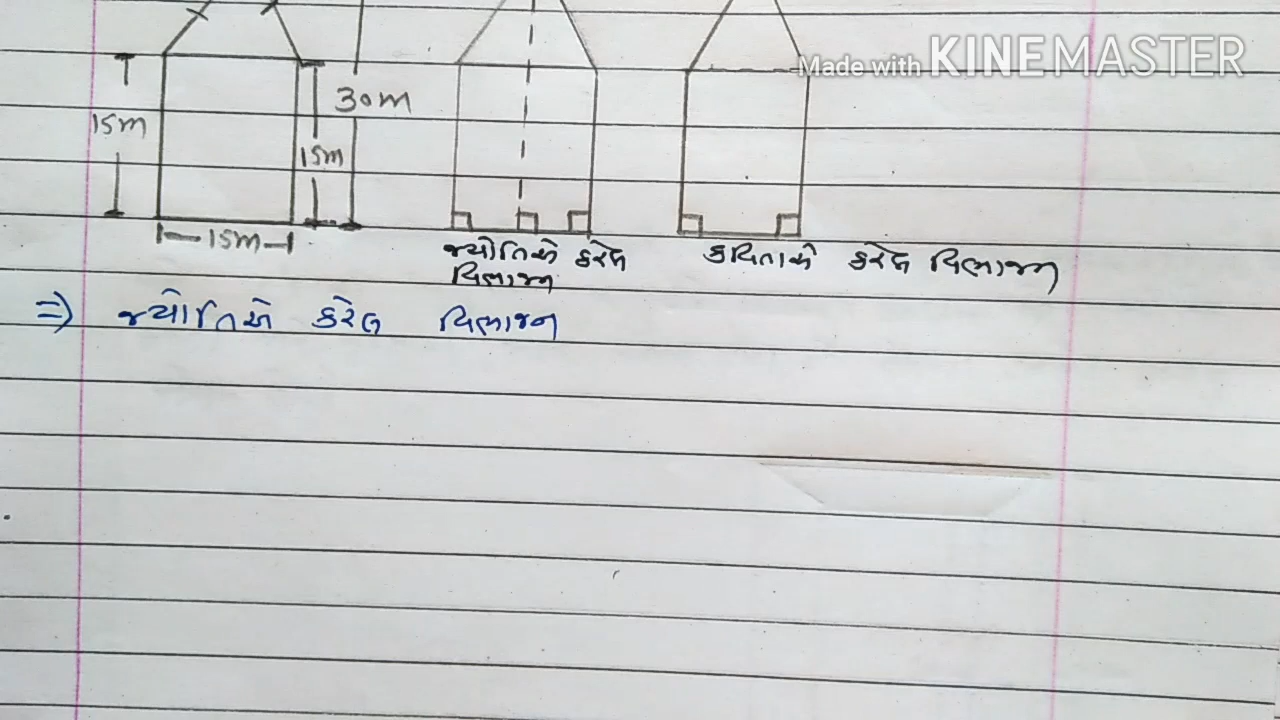 Made with KINEMASTER
30m
15m
15m
15m
જ્યોતિએ કરેલ
વિભાજન
કવિતાએ કરેલ વિભાજન
⇒ જ્યોતિએ કરેલ વિભાજન